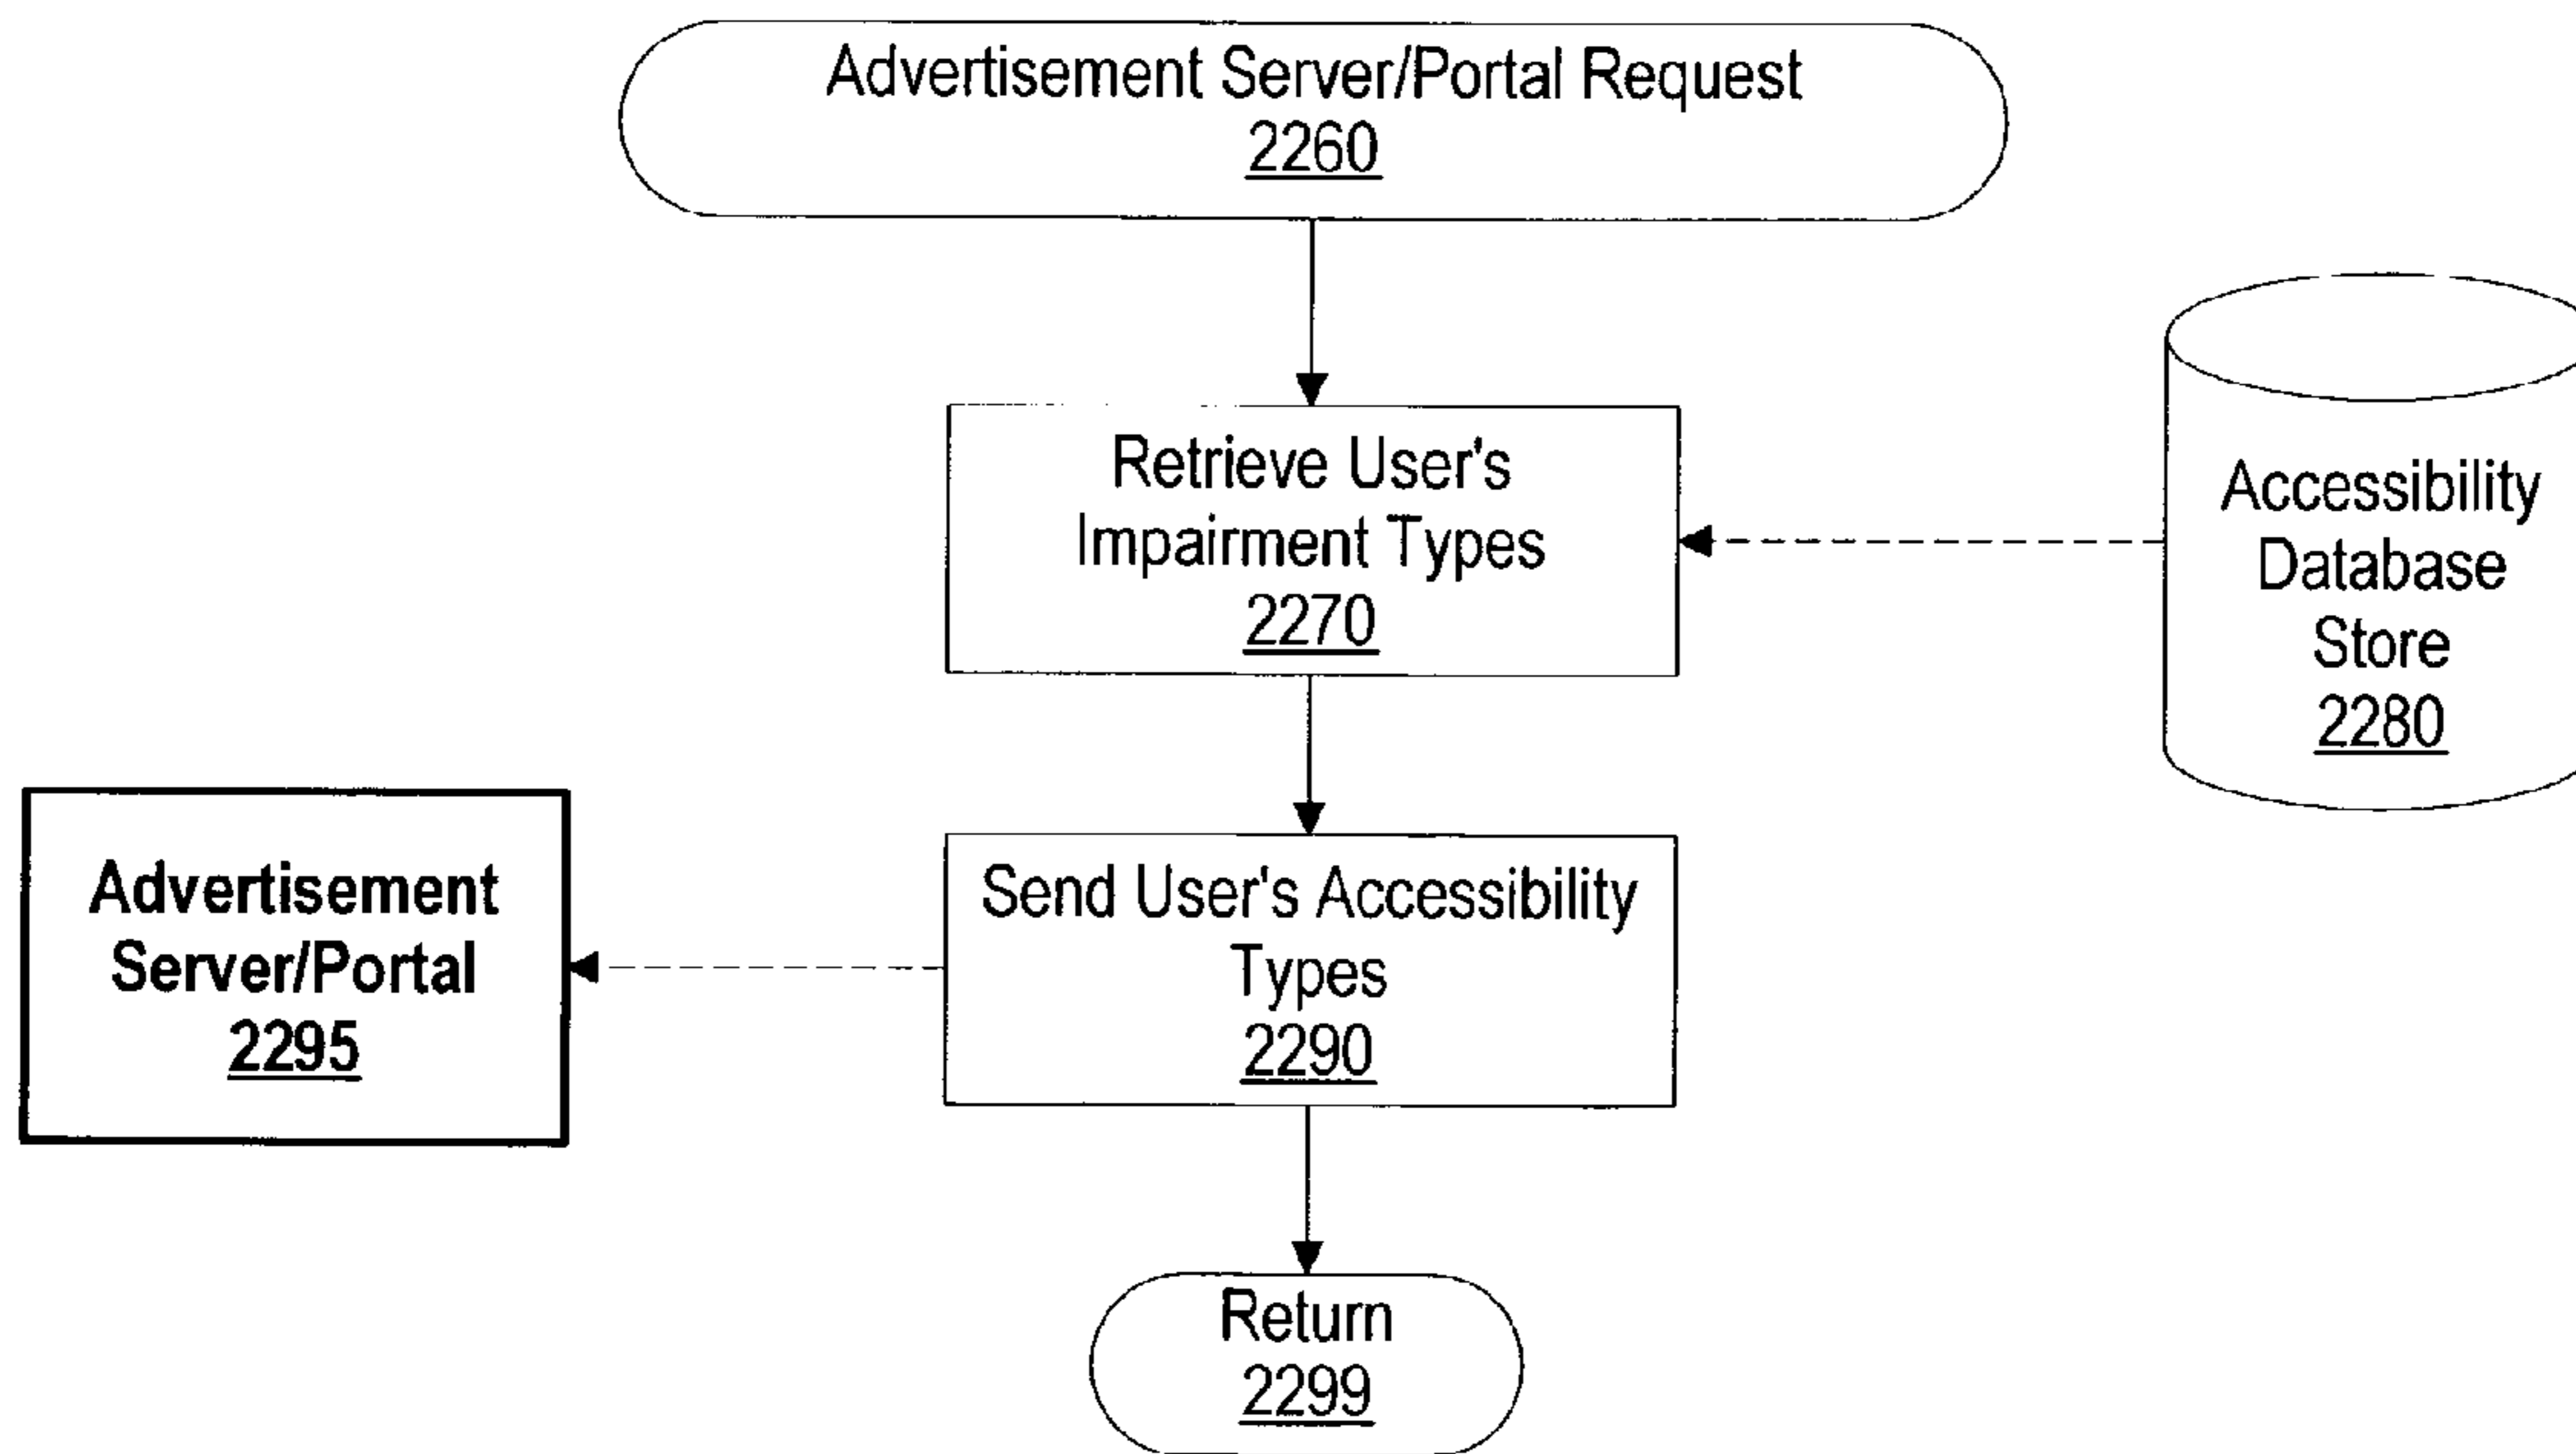 Advertisement Server/Portal Request
2260
Retrieve User's
Impairment Types
2270
Accessibility
Database
Store
2280
Advertisement
Server/Portal
2295
Send User's Accessibility
Types
2290
Return
2299